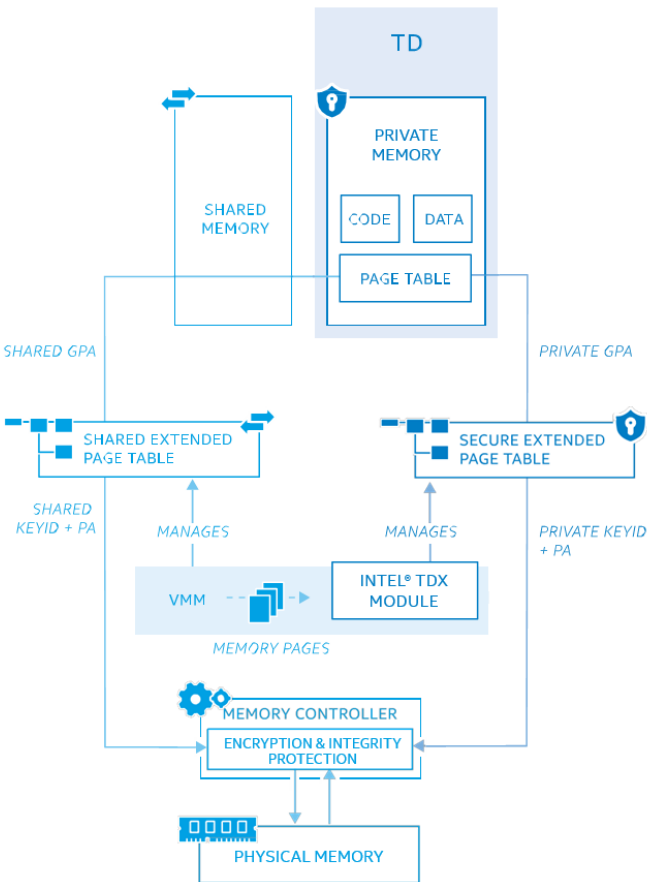 TD
PRIVATE
MEMORY
SHARED
MEMORY
CODE
DATA
PAGE TABLE
SHARED GPA
PRIVATE GPA
SHARED EXTENDED
PAGE TABLE
SECURE EXTENDED
PAGE TABLE
SHARED
KEYID + PA
MANAGES
MANAGES
PRIVATE KEYID
+ PA
VMM
INTEL® TDX
MODULE
MEMORY PAGES
MEMORY CONTROLLER
ENCRYPTION & INTEGRITY
PROTECTION
PHYSICAL MEMORY